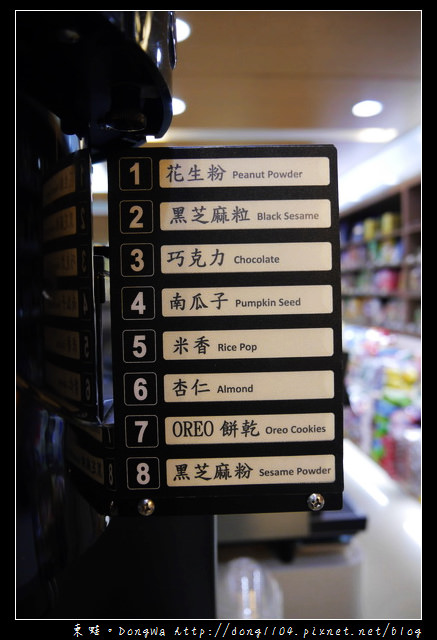 1 花生粉 Peanut Powder
2 黑芝麻粒 Black Sesame
3 巧克力 Chocolate
4 南瓜子 Pumpkin Seed
5 米香 Rice Pop
6 杏仁 Almond
7 OREO 餅乾 Oreo Cookies
8 黑芝麻粉 Sesame Powder
東蛙。DongWa http://dong1104.pixnet.net/blog